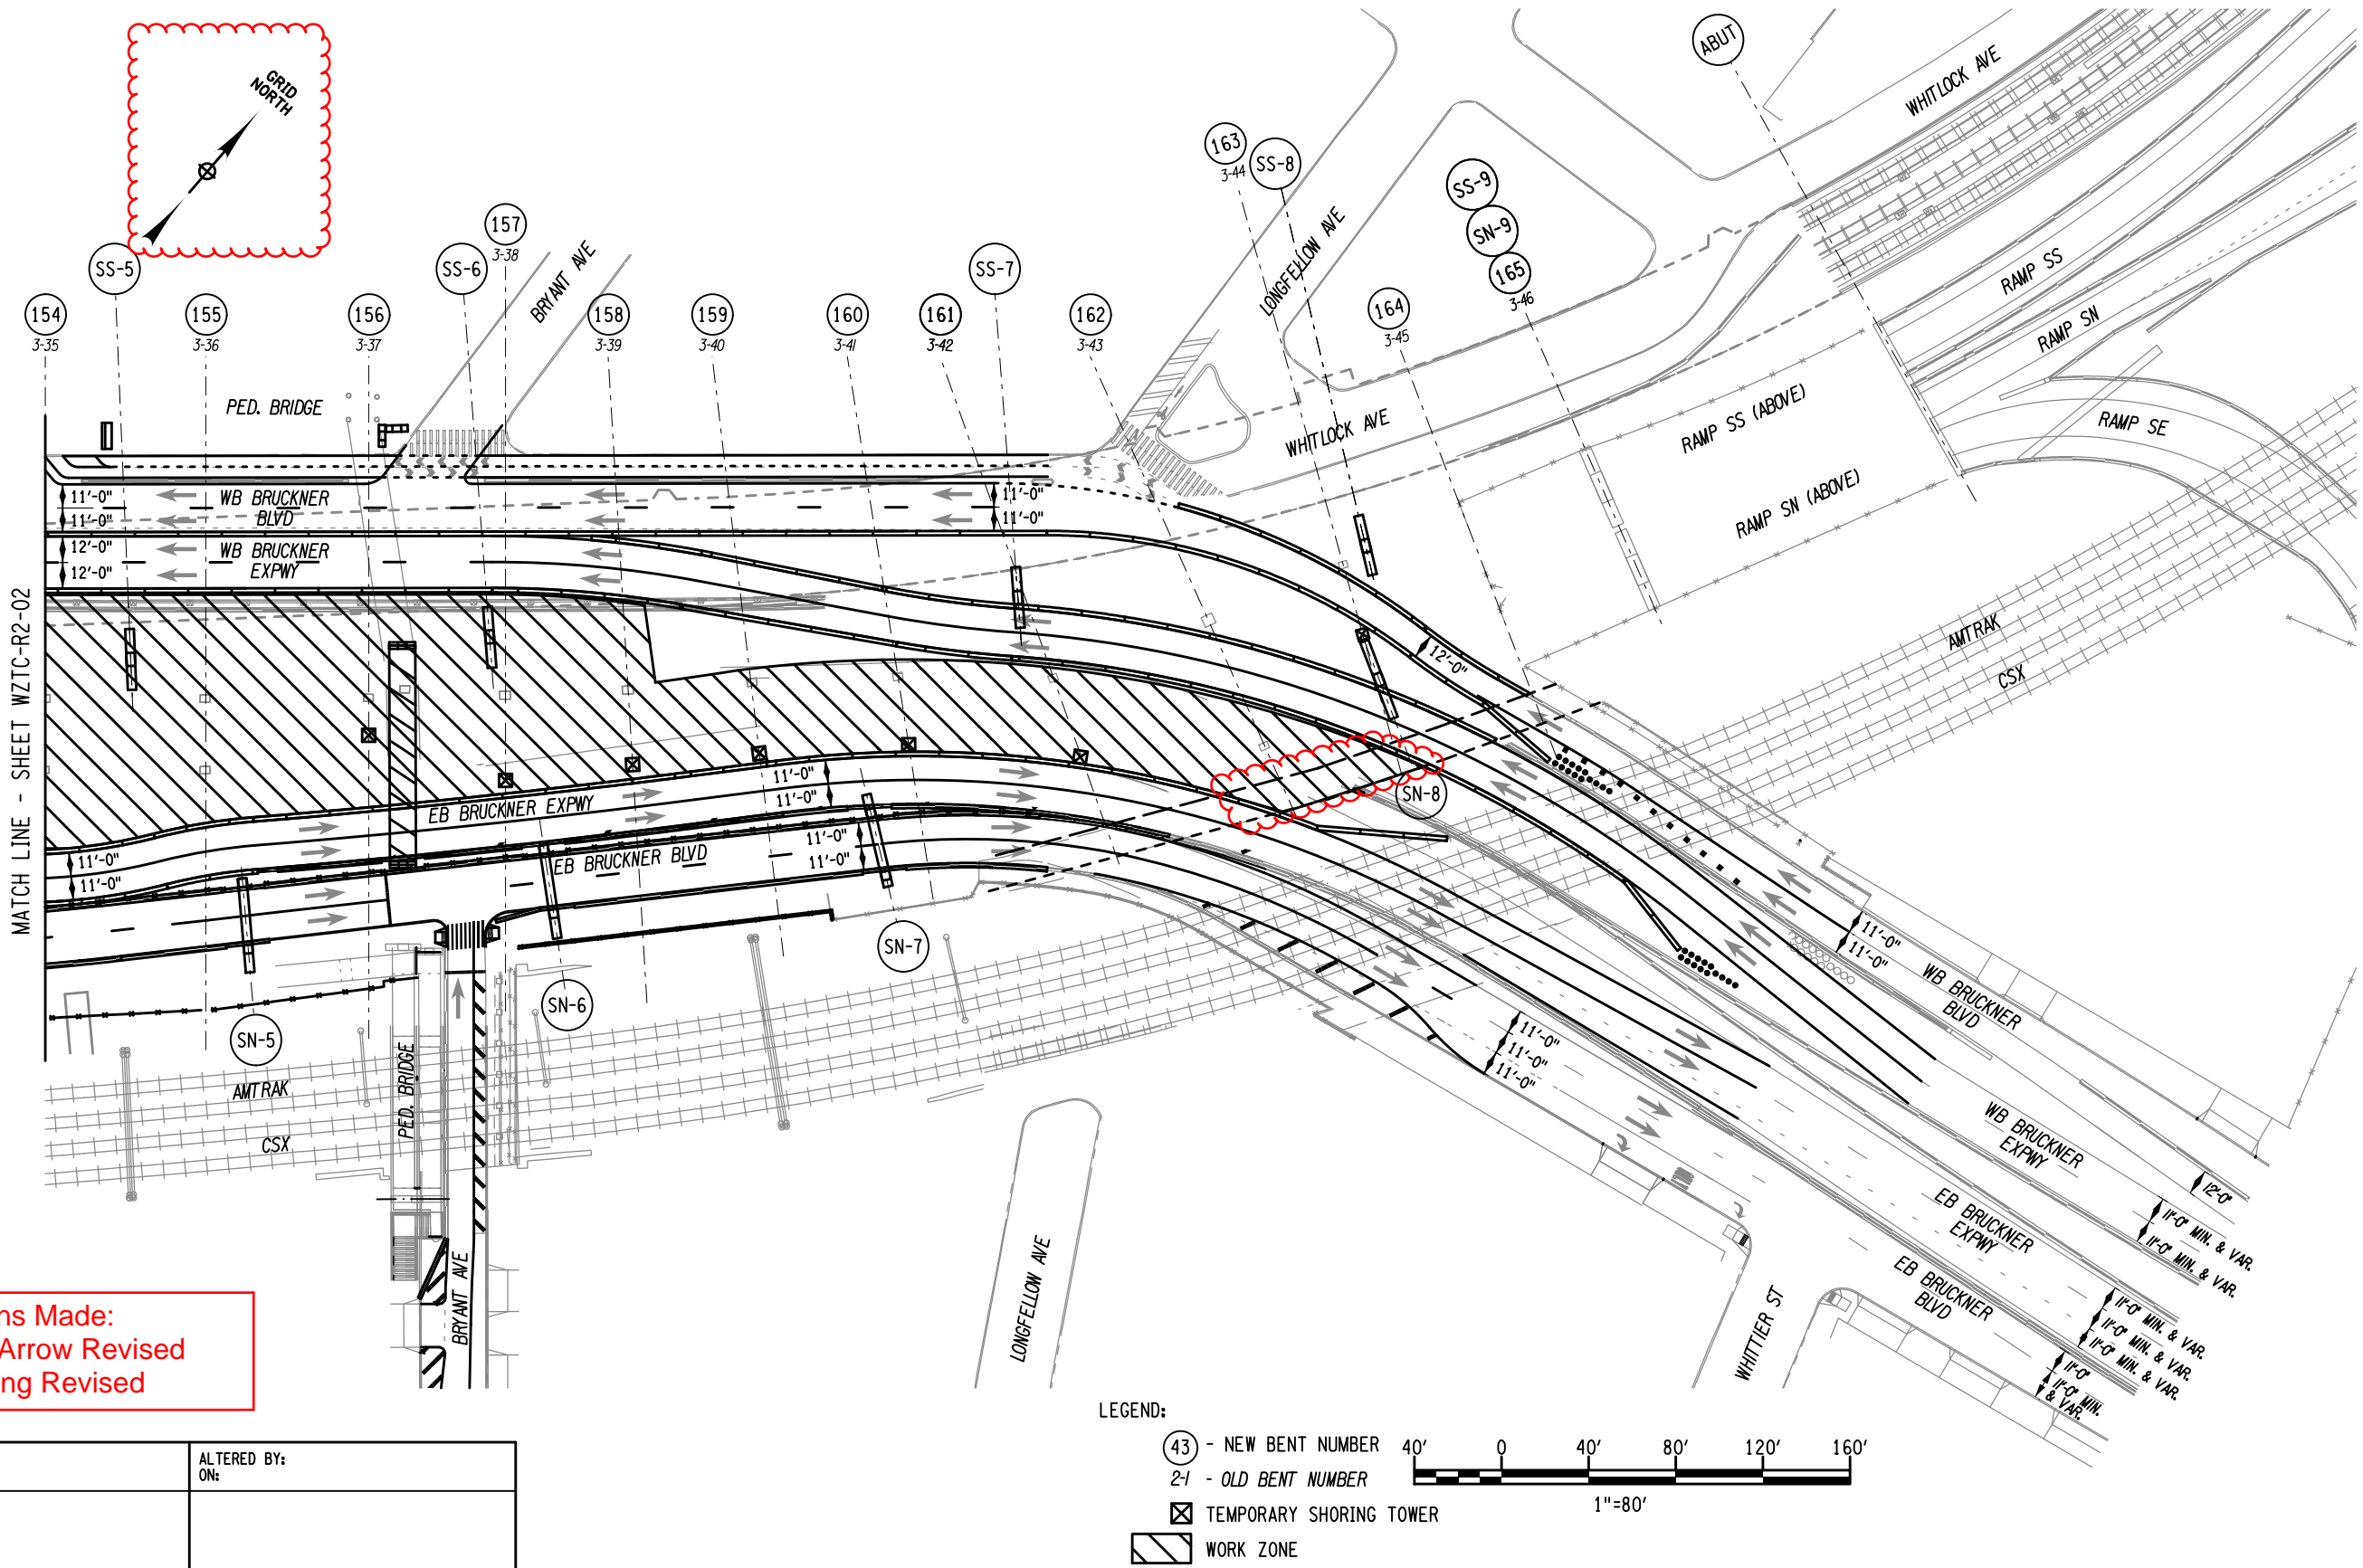 GRID
NORTH
ABUT
WHITLOCK AVE
163
3-44
SS-8
SS-9
SN-9
165
3-46
157
3-38
SS-5
SS-6
BRYANT AVE
SS-7
LONGFELLOW AVE
RAMP SS
154
3-35
155
3-36
156
3-37
158
3-39
159
3-40
160
3-41
161
3-42
162
3-43
164
3-45
RAMP SN
PED. BRIDGE
RAMP SS (ABOVE)
RAMP SE
WHITLOCK AVE
RAMP SN (ABOVE)
11'-0"
11'-0"
WB BRUCKNER
BLVD
11'-0"
11'-0"
12'-0"
12'-0"
WB BRUCKNER
EXPWY
MATCH LINE - SHEET WZTC-R2-02
12'-0"
AMTRAK
CSX
11'-0"
11'-0"
EB BRUCKNER EXPWY
SN-8
11'-0"
11'-0"
EB BRUCKNER BLVD
11'-0"
11'-0"
SN-7
SN-6
SN-5
11'-0"
11'-0"
WB BRUCKNER
BLVD
11'-0"
11'-0"
11'-0"
AMTRAK
CSX
PED. BRIDGE
BRYANT AVE
LONGFELLOW AVE
WHITTIER ST
WB BRUCKNER
EXPWY
12'-0"
EB BRUCKNER
EXPWY
11'-0" MIN. & VAR.
11'-0" MIN. & VAR.
EB BRUCKNER
BLVD
11'-0" MIN. & VAR.
11'-0" MIN. & VAR.
11'-0" MIN. & VAR.
11'-0"
11'-0" MIN.
& VAR.
ns Made:
Arrow Revised
ng Revised
ALTERED BY:
ON:
LEGEND:
43 - NEW BENT NUMBER
2-1 - OLD BENT NUMBER
TEMPORARY SHORING TOWER
WORK ZONE
40' 0 40' 80' 120' 160'
1"=80'